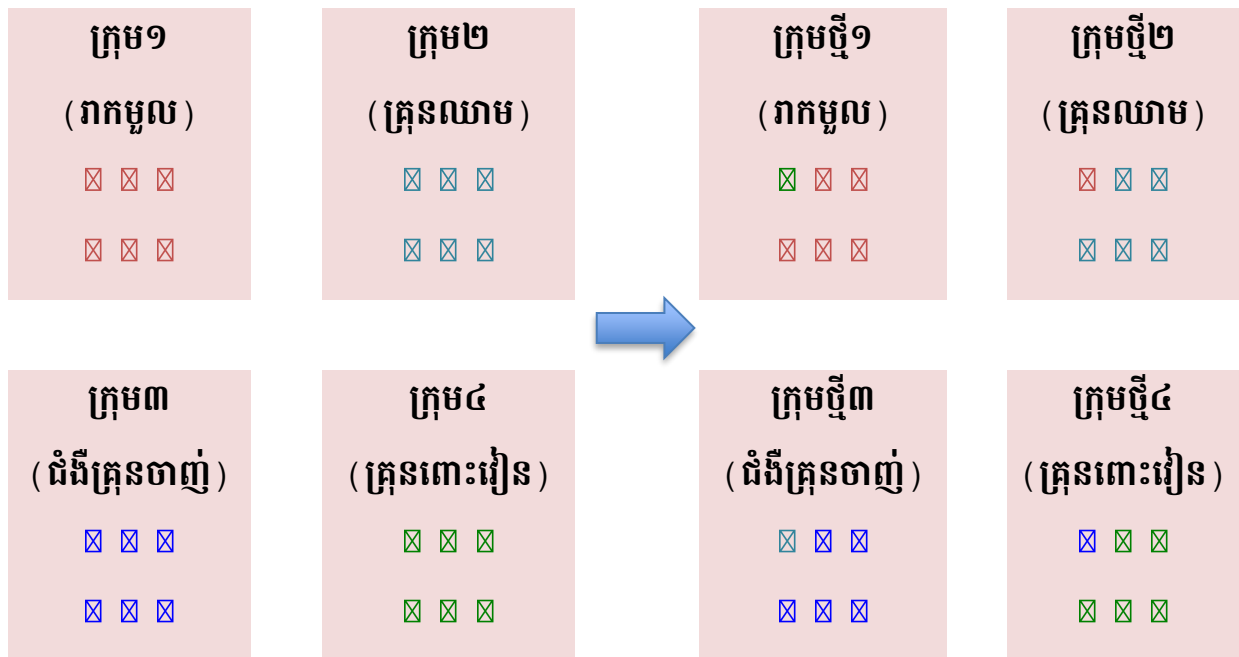 ក្រុម១
(រាកមួល)
ក្រុម២
(គ្រុនឈាម)
ក្រុមថ្មី១
(រាកមួល)
ក្រុមថ្មី២
(គ្រុនឈាម)
ក្រុម៣
(ជំងឺគ្រុនចាញ់)
ក្រុម៤
(គ្រុនពោះវៀន)
ក្រុមថ្មី៣
(ជំងឺគ្រុនចាញ់)
ក្រុមថ្មី៤
(គ្រុនពោះវៀន)